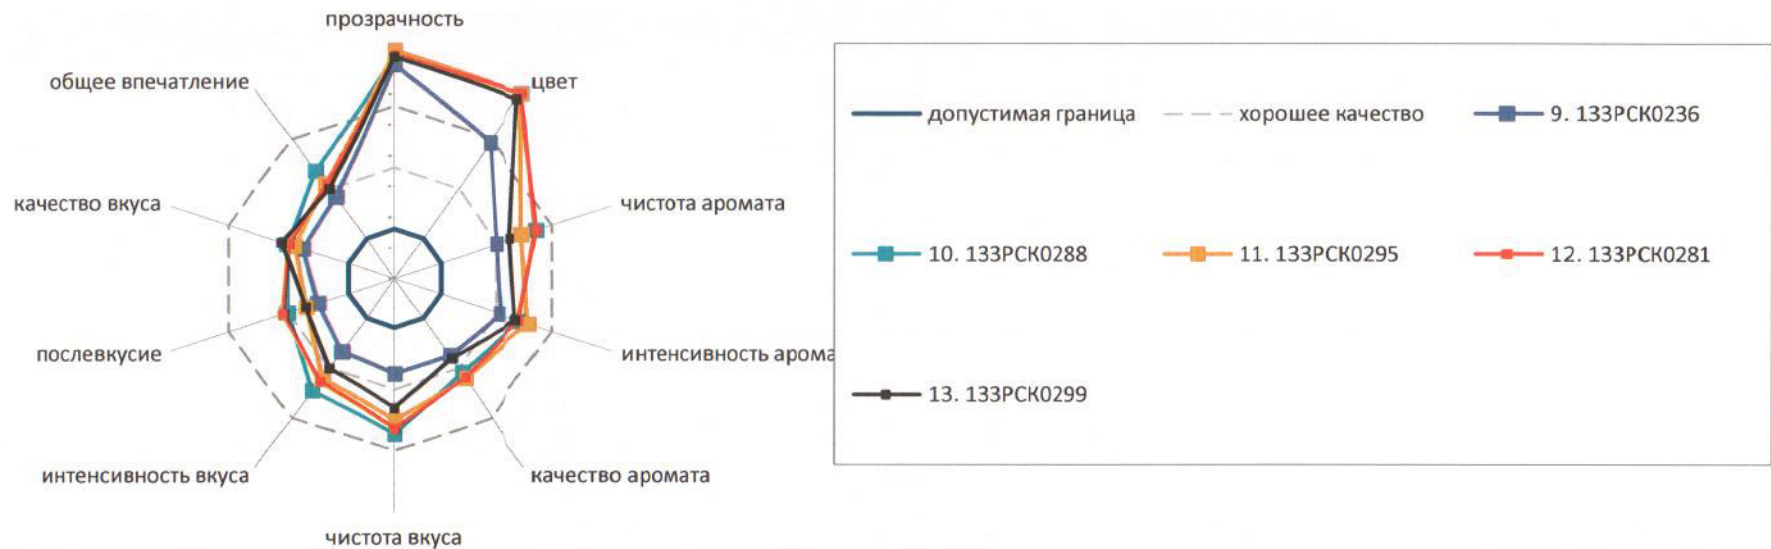 прозрачность
общее впечатление
цвет
качество вкуса
чистота аромата
послевкусие
интенсивность арома
интенсивность вкуса
качество аромата
чистота вкуса
допустимая граница
хорошее качество
9. 133РСК0236
10. 133РСК0288
11. 133РСК0295
12. 133РСК0281
13. 133РСК0299